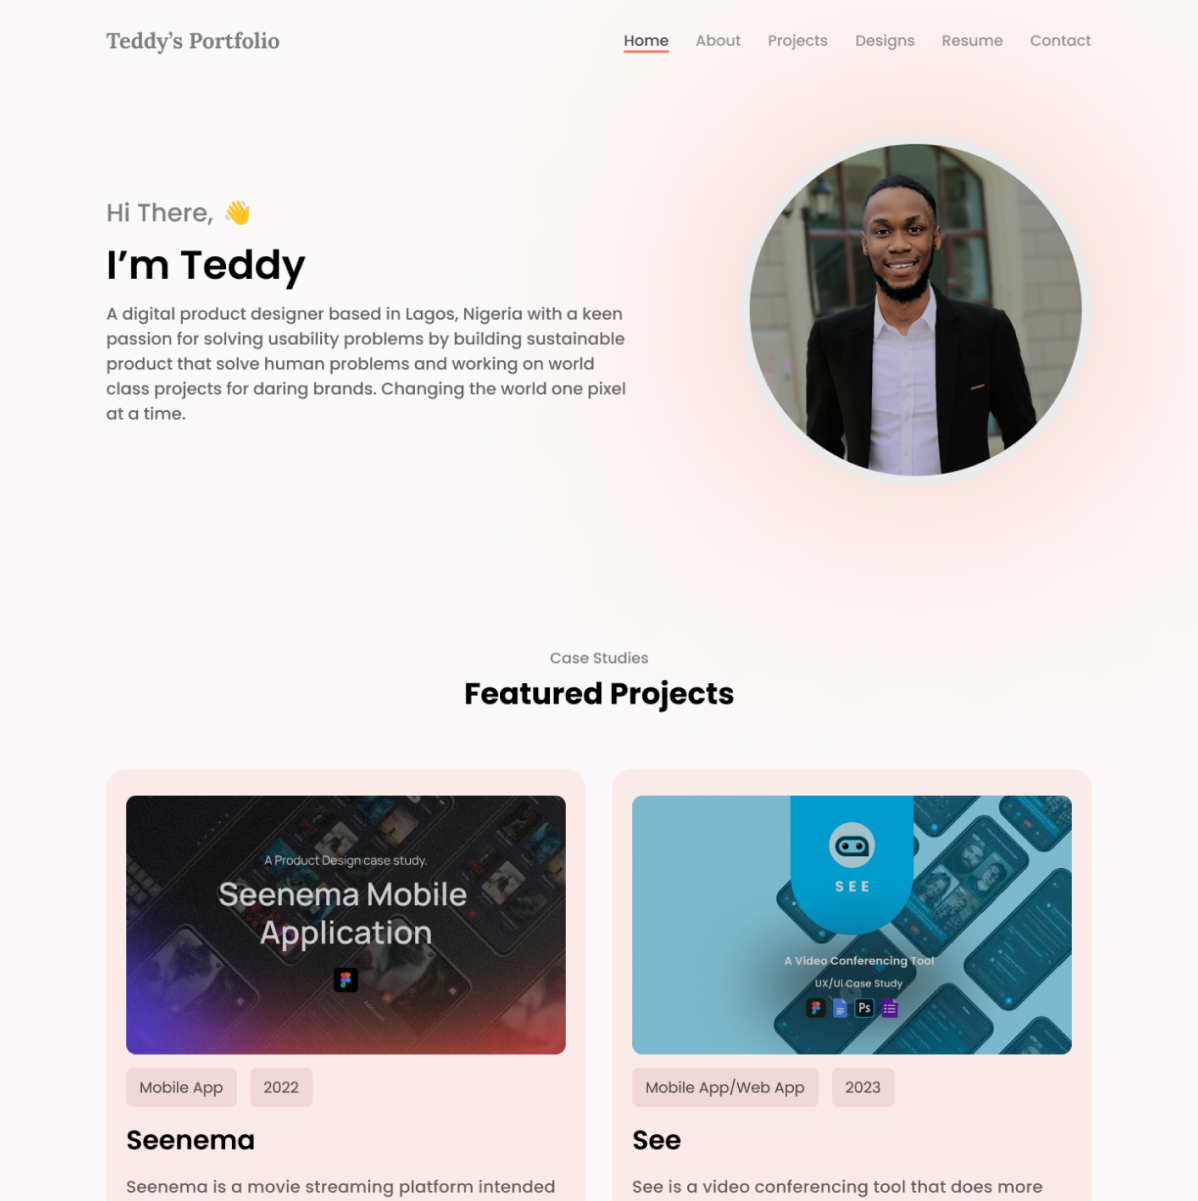 Teddy’s Portfolio
Home About Projects Designs Resume Contact
Hi There, 👋
I’m Teddy
A digital product designer based in Lagos, Nigeria with a keen
passion for solving usability problems by building sustainable
product that solve human problems and working on world
class projects for daring brands. Changing the world one pixel
at a time.
Case Studies
Featured Projects
A Product Design case study.
Seenema Mobile
Application
Mobile App 2022
Seenema
Seenema is a movie streaming platform intended
SEE
A Video Conferencing Tool
UX/Ui Case Study
Ps
Mobile App/Web App 2023
See
See is a video conferencing tool that does more